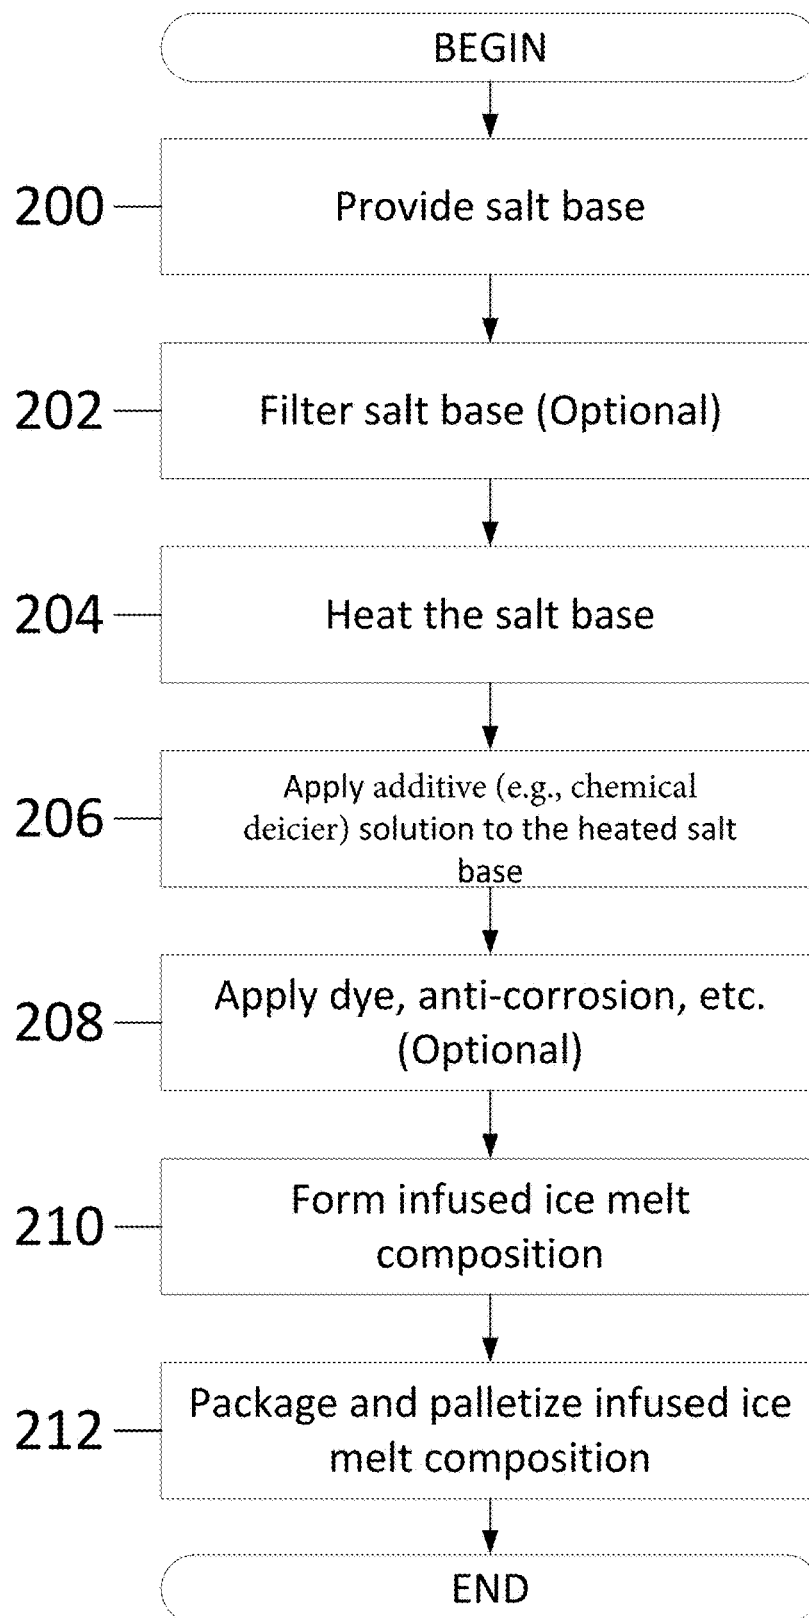 BEGIN
200
Provide salt base
202
Filter salt base (Optional)
204
Heat the salt base
206
Apply additive (e.g., chemical
deicier) solution to the heated salt
base
208
Apply dye, anti-corrosion, etc.
(Optional)
210
Form infused ice melt
composition
212
Package and palletize infused ice
melt composition
END